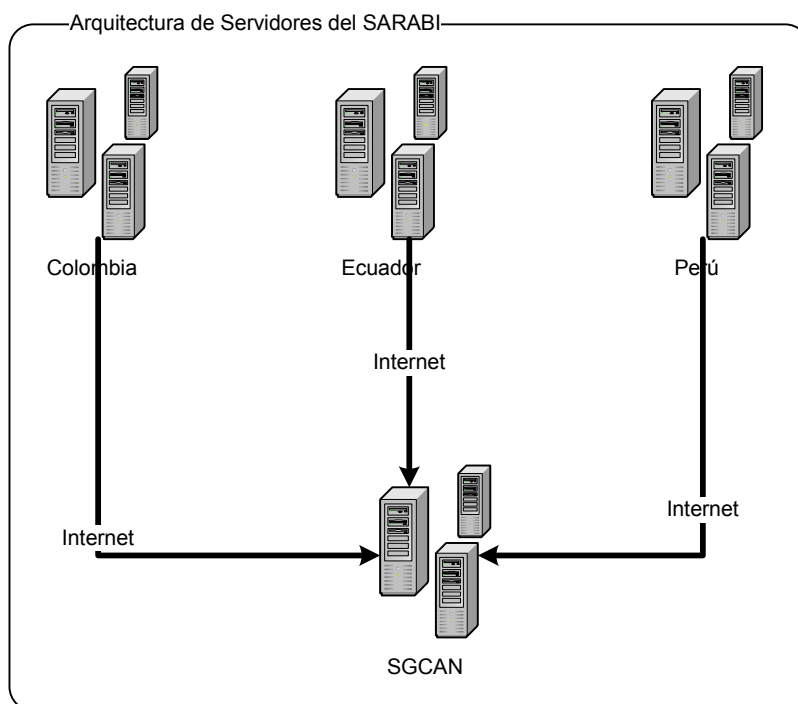 Arquitectura de Servidores del SARABI
Colombia
Ecuador
Perú
Internet
Internet
Internet
SGCAN